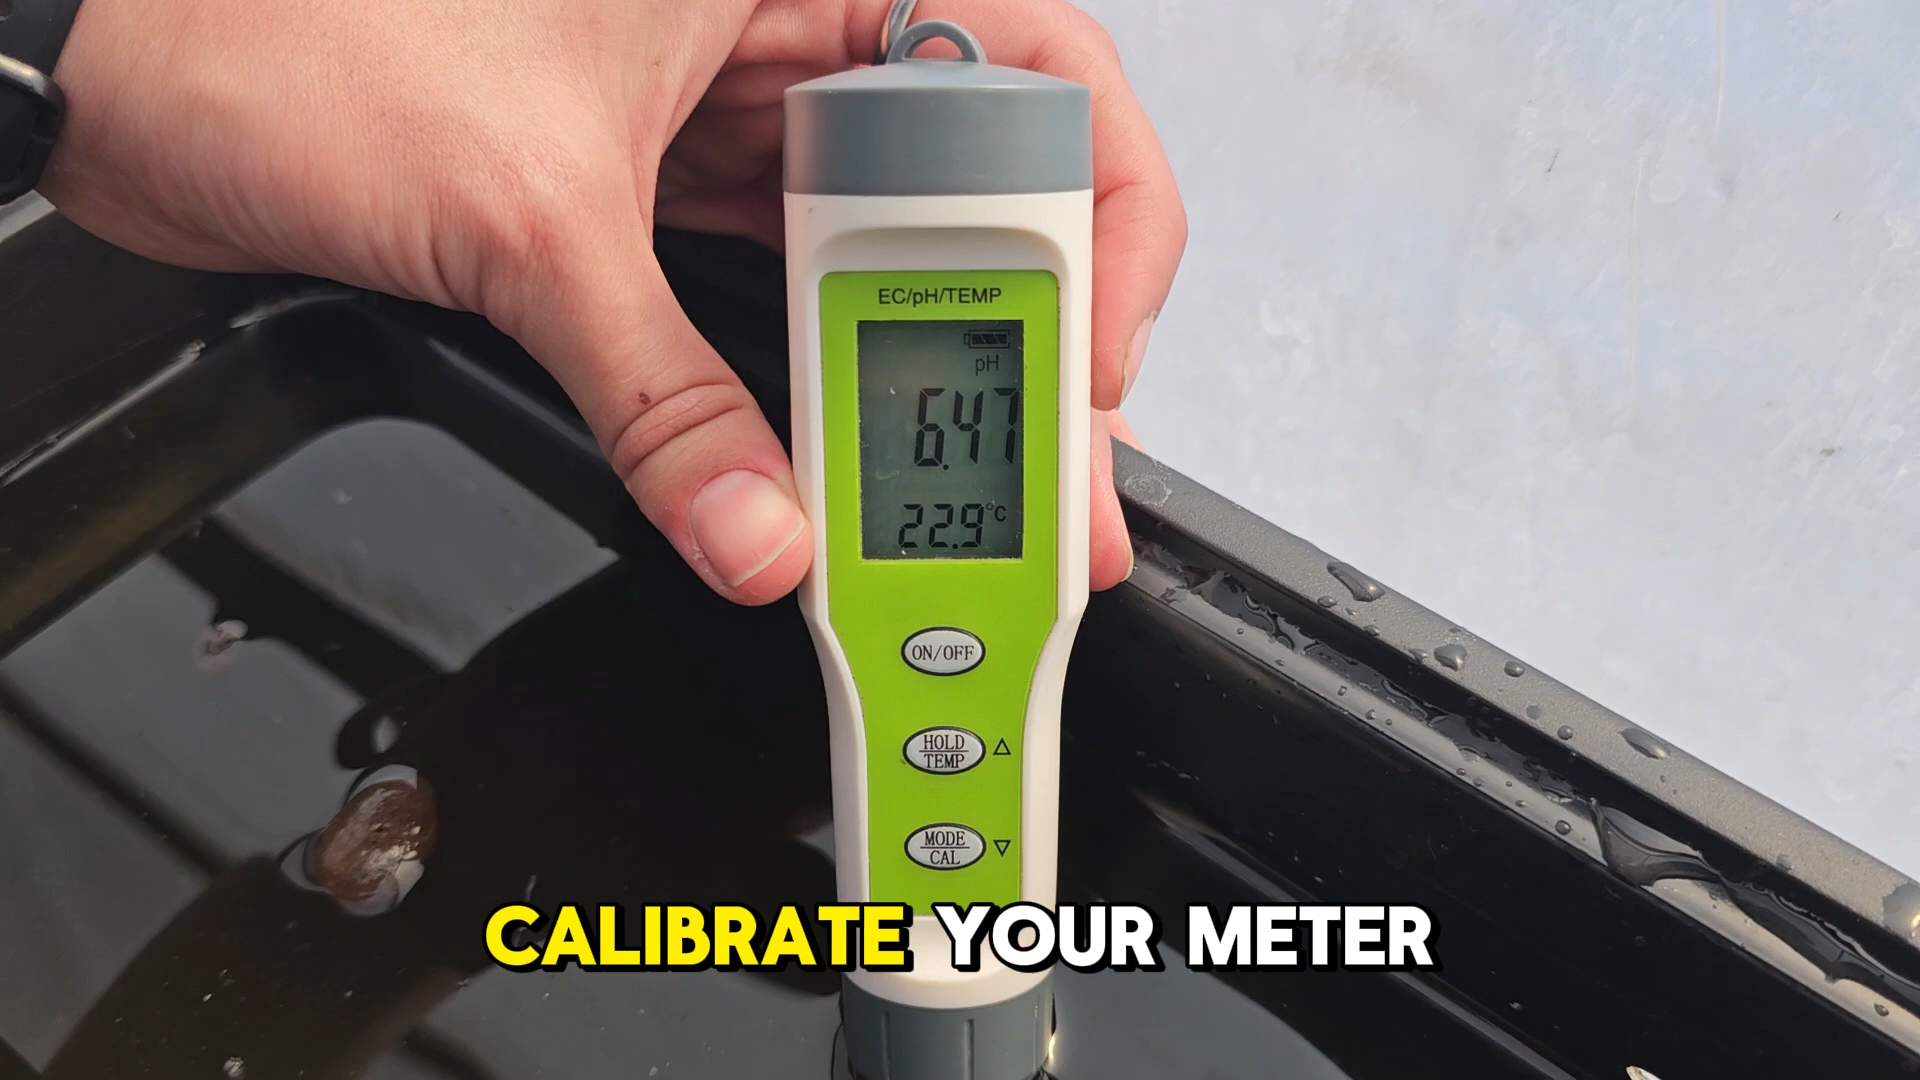 EC/pH/TEMP
pH
6.47
22.9°C
ON/OFF
HOLD
TEMP
MODE
CAL
CALIBRATE YOUR METER